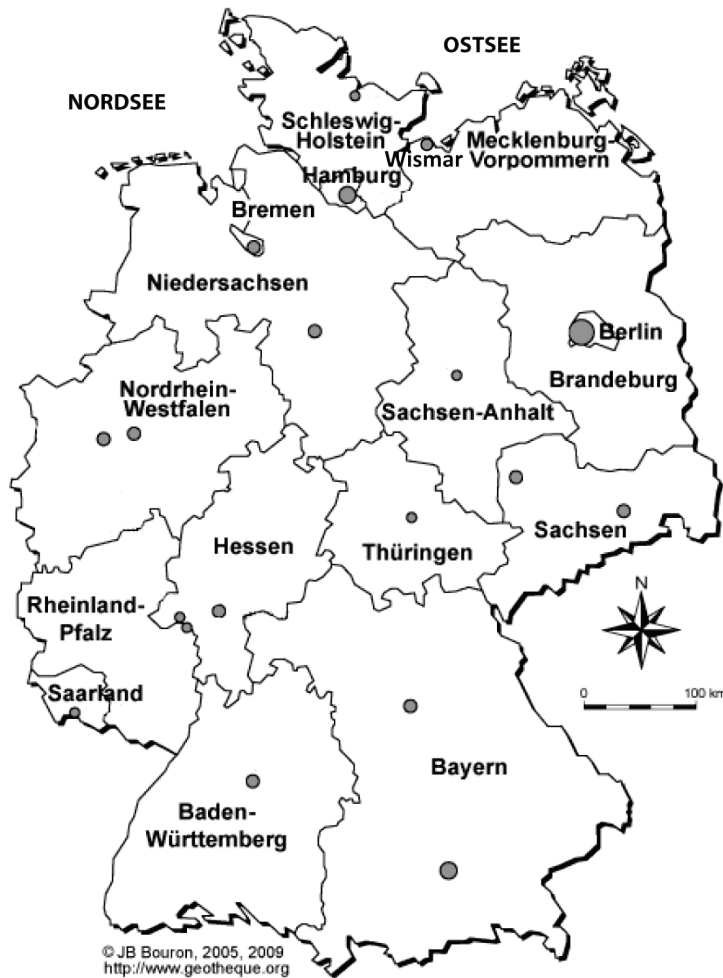 OSTSEE
NORDSEE
Schleswig-
Holstein
Mecklenburg-
Vorpommern
Wismar
Hamburg
Bremen
Niedersachsen
Berlin
Brandeburg
Nordrhein-
Westfalen
Sachsen-Anhalt
Sachsen
Hessen
Thüringen
Rheinland-
Pfalz
N
Saarland
0 100 km
Bayern
Baden-
Württemberg
© JB Bouron, 2005, 2009
http://www.geotheque.org